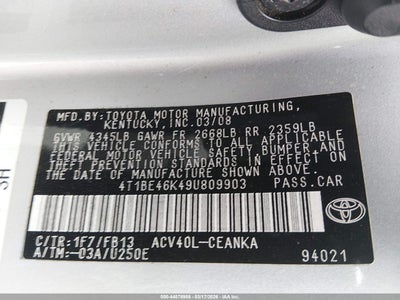 MFD.BY:TOYOTA MOTOR MANUFACTURING,
KENTUCKY,INC.03/08
GVWR 4345LB GAWR FR 2668LB RR 2359LB
THIS VEHICLE CONFORMS TO ALL APPLICABLE
FEDERAL MOTOR VEHICLE SAFETY, BUMPER, AND
THEFT PREVENTION STANDARDS IN EFFECT ON
THE DATE OF MANUFACTURE SHOWN ABOVE.
4T1BE46K49U809903 PASS.CAR
C/TR:1F7/FB13 ACV40L-CEANKA
A/TM:-03A/U250E
TOYOTA
94021
3H